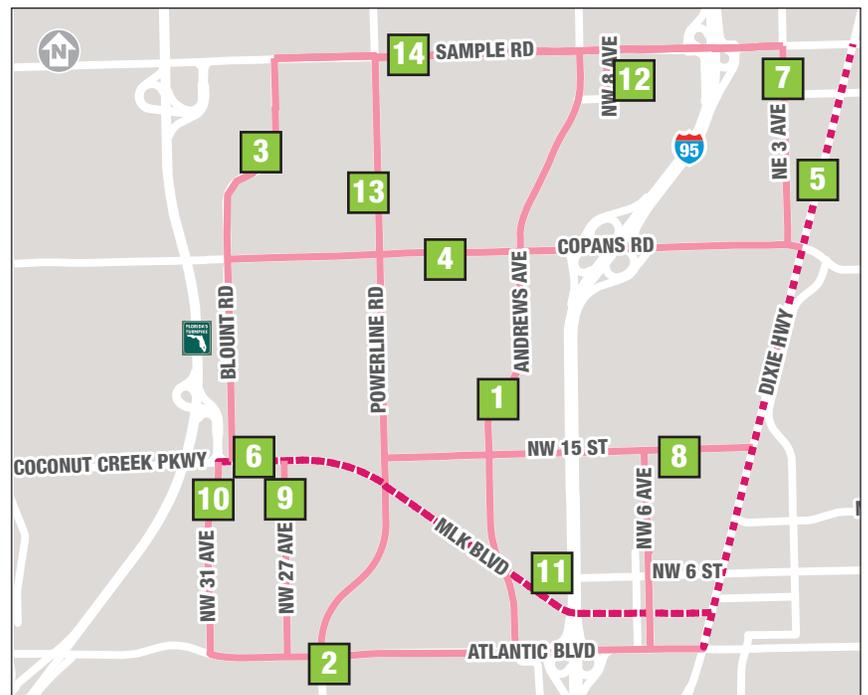 N
14
SAMPLE RD
NW 8 AVE
12
7
3
95
NE 3 AVE
13
5
4
COPANS RD
BLOUNT RD
FLORIDA'S
TURNPIKE
POWERLINE RD
ANDREWS AVE
DIXIE HWY
1
COCONUT CREEK PKWY
6
NW 15 ST
8
10
9
NW 6 AVE
NW 31 AVE
NW 27 AVE
MLK BLVD
11
NW 6 ST
2
ATLANTIC BLVD